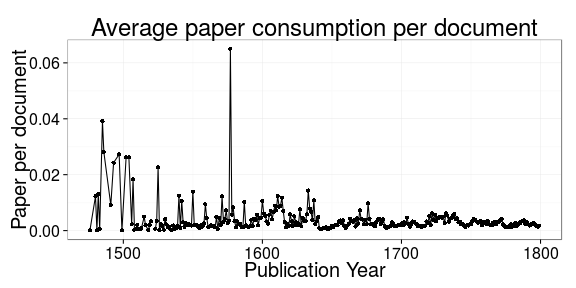 Average paper consumption per document
Paper per document
0.06
0.04
0.02
0.00
1500 1600 1700 1800
Publication Year